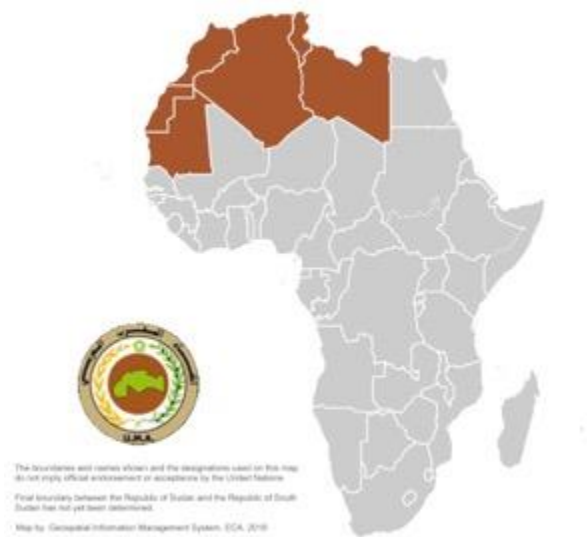 U.M.A.
The boundaries and names shown and the designations used on this map
do not imply official endorsement or acceptance by the United Nations
Final boundary between the Republic of Sudan and the Republic of South
Sudan has not yet been determined.
Map by: Geospatial Information Management System, ECA, 2018